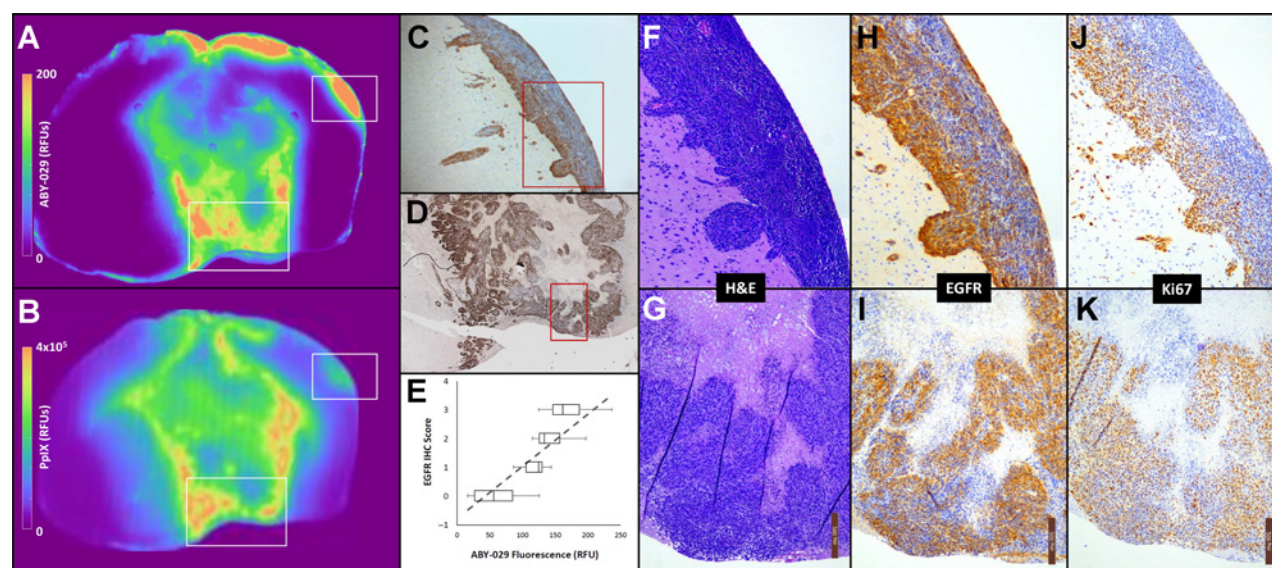 A
200
ABY-029 (RFUs)
0
B
4x10⁵
PpIX (RFUs)
0
C
D
E
4
3
2
1
0
−1
EGFR IHC Score
0 50 100 150 200 250
ABY-029 Fluorescence (RFU)
F
H
J
H&E
EGFR
Ki67
G
I
K